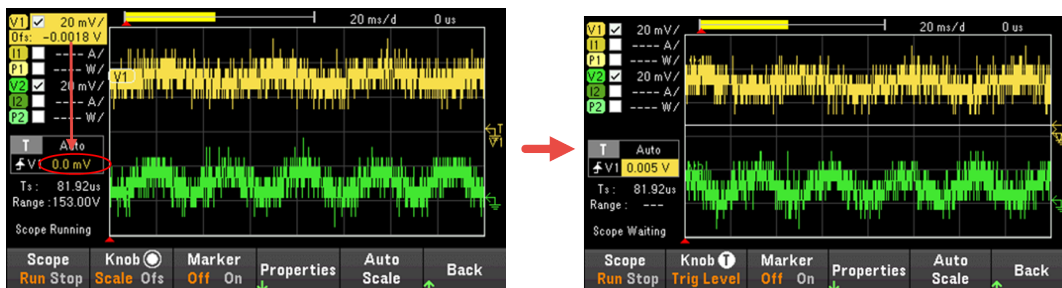 V1 20 mV/ 20 ms/d 0 us
Ofs: -0.0018 V
I1 ---- A/
P1 ---- W/
V1
V2 20 mV/
I2 ---- A/
P2 ---- W/
T
T Auto
V1 0.0 mV
Ts : 81.92us
Range :153.00V
Scope Running
Scope Knob Marker Properties Auto Back
Run Stop Scale Ofs Off On Scale
V1 20 mV/ 20 ms/d 0 us
I1 ---- A/
P1 ---- W/
V2 20 mV/
I2 ---- A/
P2 ---- W/
T Auto
V1 0.005 V
Ts : 81.92us
Range : ---
Scope Waiting
Scope Knob T Marker Properties Auto Back
Run Stop Trig Level Off On Scale